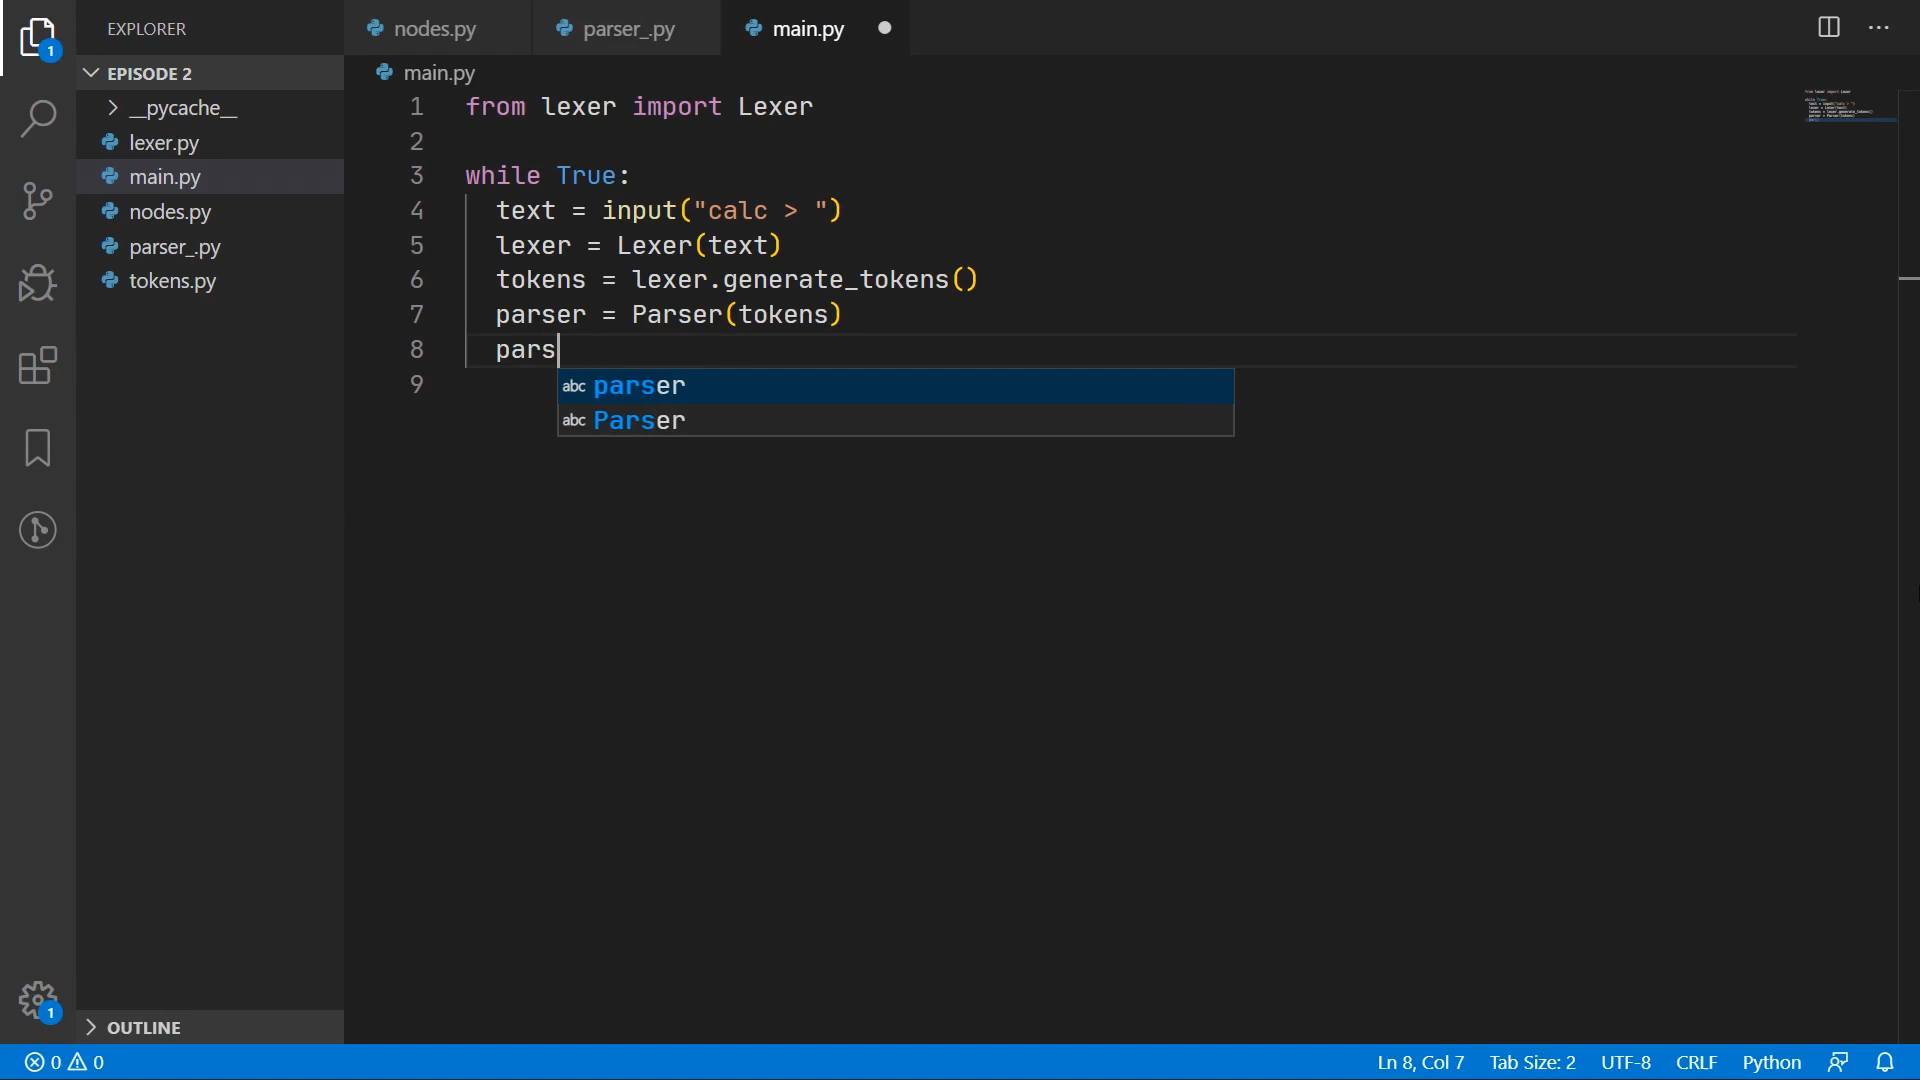 EXPLORER
nodes.py
parser_.py
main.py
EPISODE 2
__pycache__
lexer.py
main.py
nodes.py
parser_.py
tokens.py
main.py
1 from lexer import Lexer
2
3 while True:
4 text = input("calc > ")
5 lexer = Lexer(text)
6 tokens = lexer.generate_tokens()
7 parser = Parser(tokens)
8 pars
9
abc parser
abc Parser
1
1
OUTLINE
0 0
Ln 8, Col 7 Tab Size: 2 UTF-8 CRLF Python